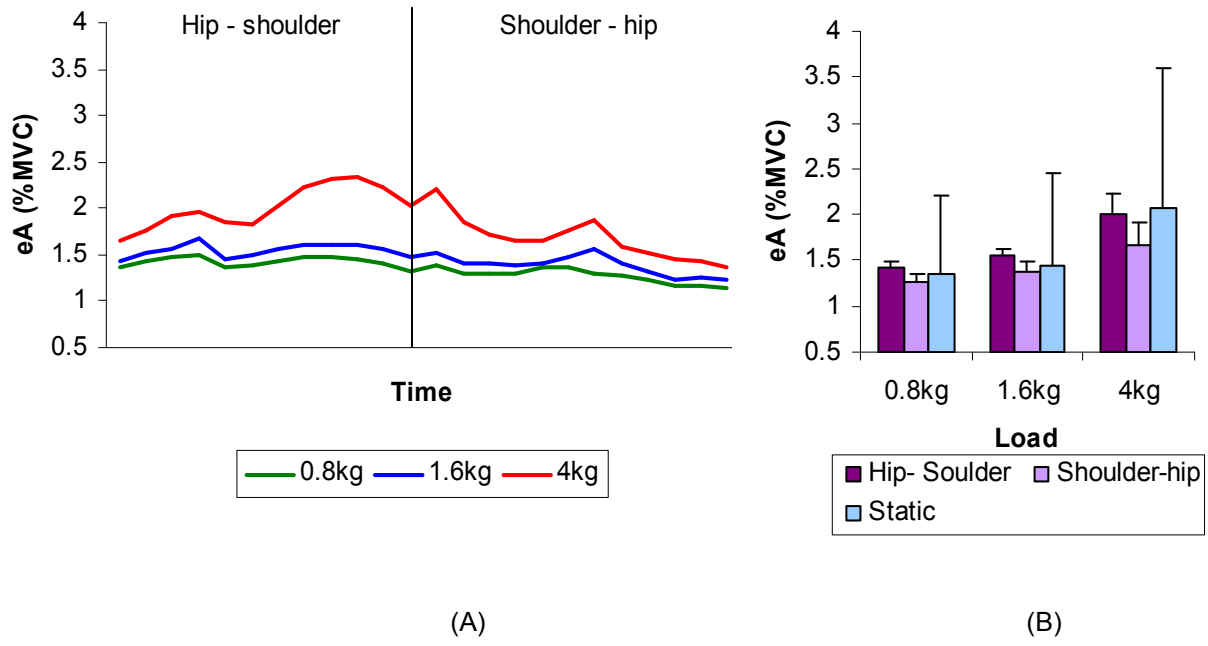 Hip - shoulder
Shoulder - hip
4
3.5
3
2.5
2
1.5
1
0.5
eA (%MVC)
Time
0.8kg 1.6kg 4kg
(A)
4
3.5
3
2.5
2
1.5
1
0.5
eA (%MVC)
0.8kg 1.6kg 4kg
Load
Hip- Soulder Shoulder-hip
Static
(B)